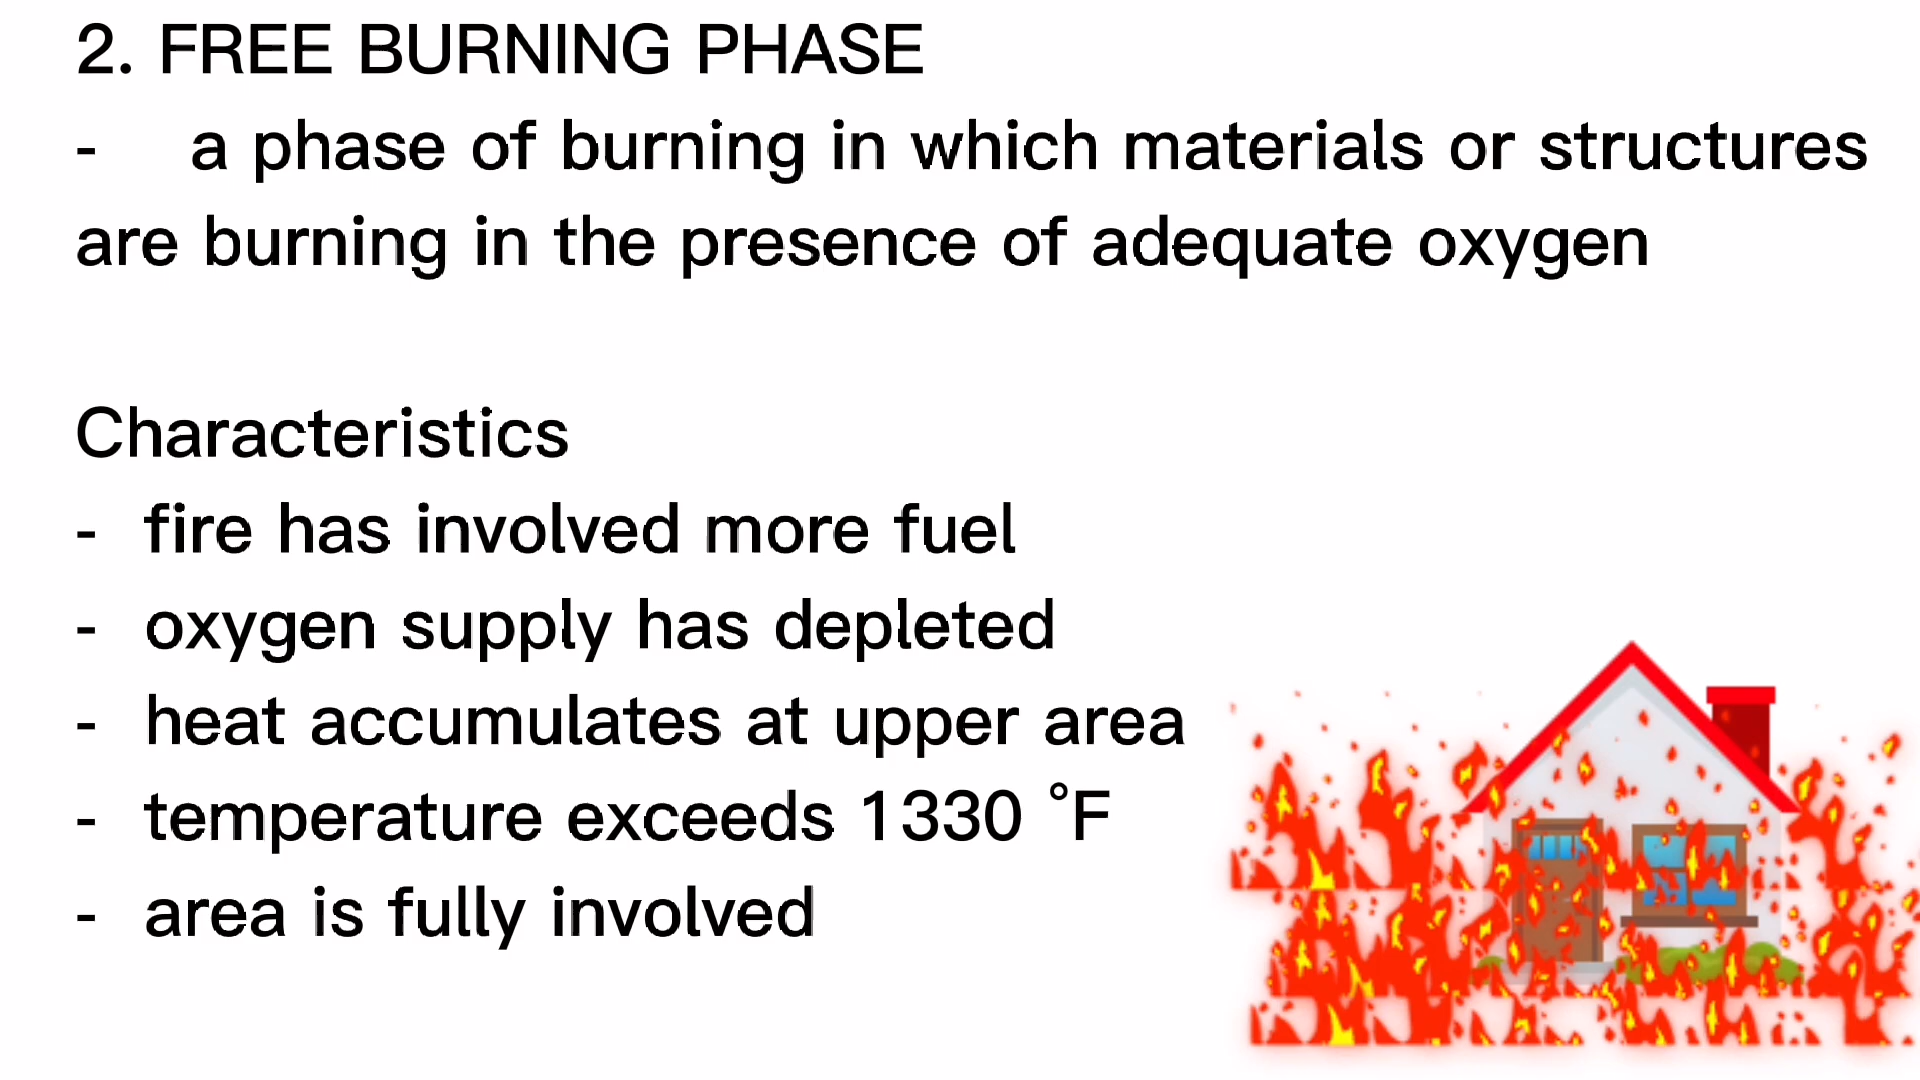 2. FREE BURNING PHASE
- a phase of burning in which materials or structures
are burning in the presence of adequate oxygen
Characteristics
- fire has involved more fuel
- oxygen supply has depleted
- heat accumulates at upper area
- temperature exceeds 1330 °F
- area is fully involved